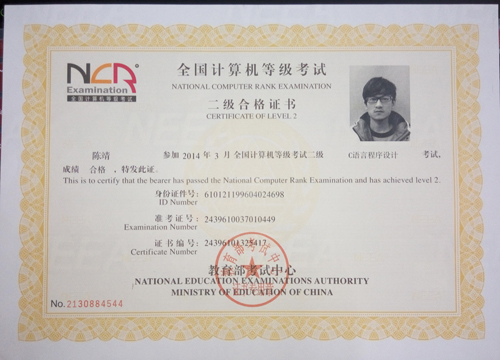 NCR
Examination
全国计算机等级考试
全国计算机等级考试
NATIONAL COMPUTER RANK EXAMINATION
二级合格证书
CERTIFICATE OF LEVEL 2
陈靖 参加 2014 年 3 月 全国计算机等级考试二级 C语言程序设计 考试，
成绩 合格 ，特发此证。
This is to certify that the bearer has passed the National Computer Rank Examination and has achieved level 2.
身份证件号: 610121199604024698
ID Number
准考证号: 2439610037010449
Examination Number
证书编号: 24396101325417
Certificate Number
教育部考试中心
NATIONAL EDUCATION EXAMINATIONS AUTHORITY
MINISTRY OF EDUCATION OF CHINA
No.2130884544